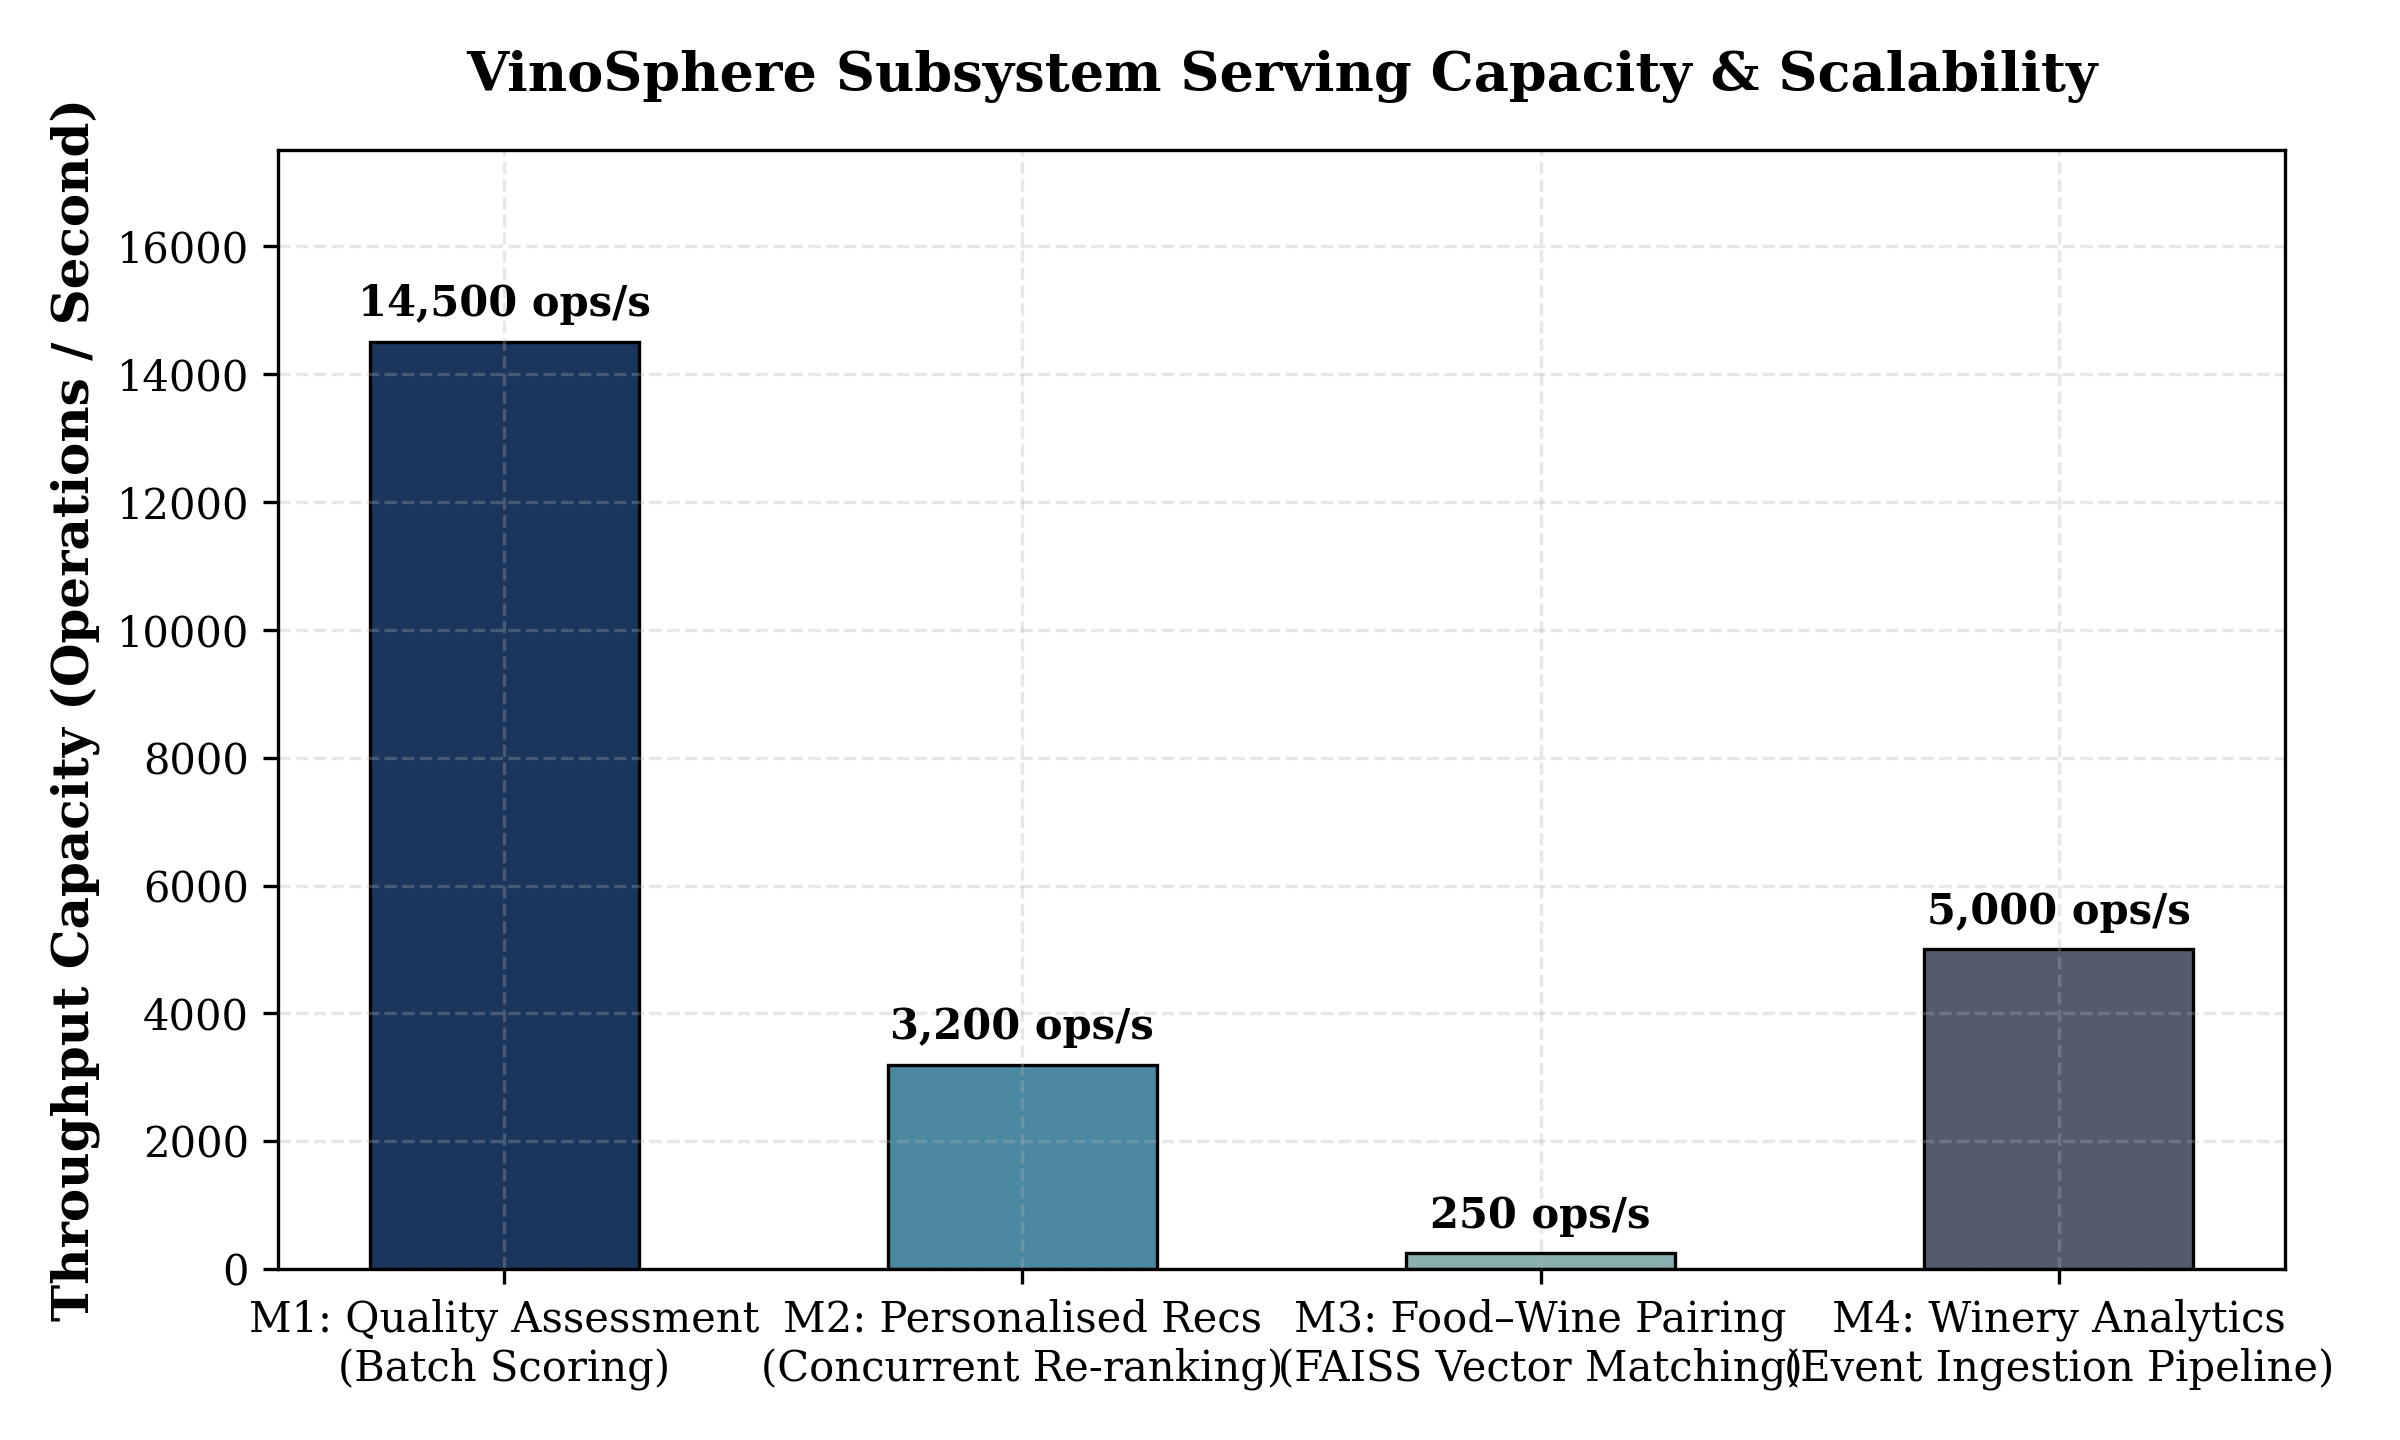 VinoSphere Subsystem Serving Capacity & Scalability
Throughput Capacity (Operations / Second)
16000
14000
12000
10000
8000
6000
4000
2000
0
14,500 ops/s
3,200 ops/s
250 ops/s
5,000 ops/s
M1: Quality Assessment
(Batch Scoring)
M2: Personalised Recs
(Concurrent Re-ranking)
M3: Food–Wine Pairing
(FAISS Vector Matching)
M4: Winery Analytics
(Event Ingestion Pipeline)